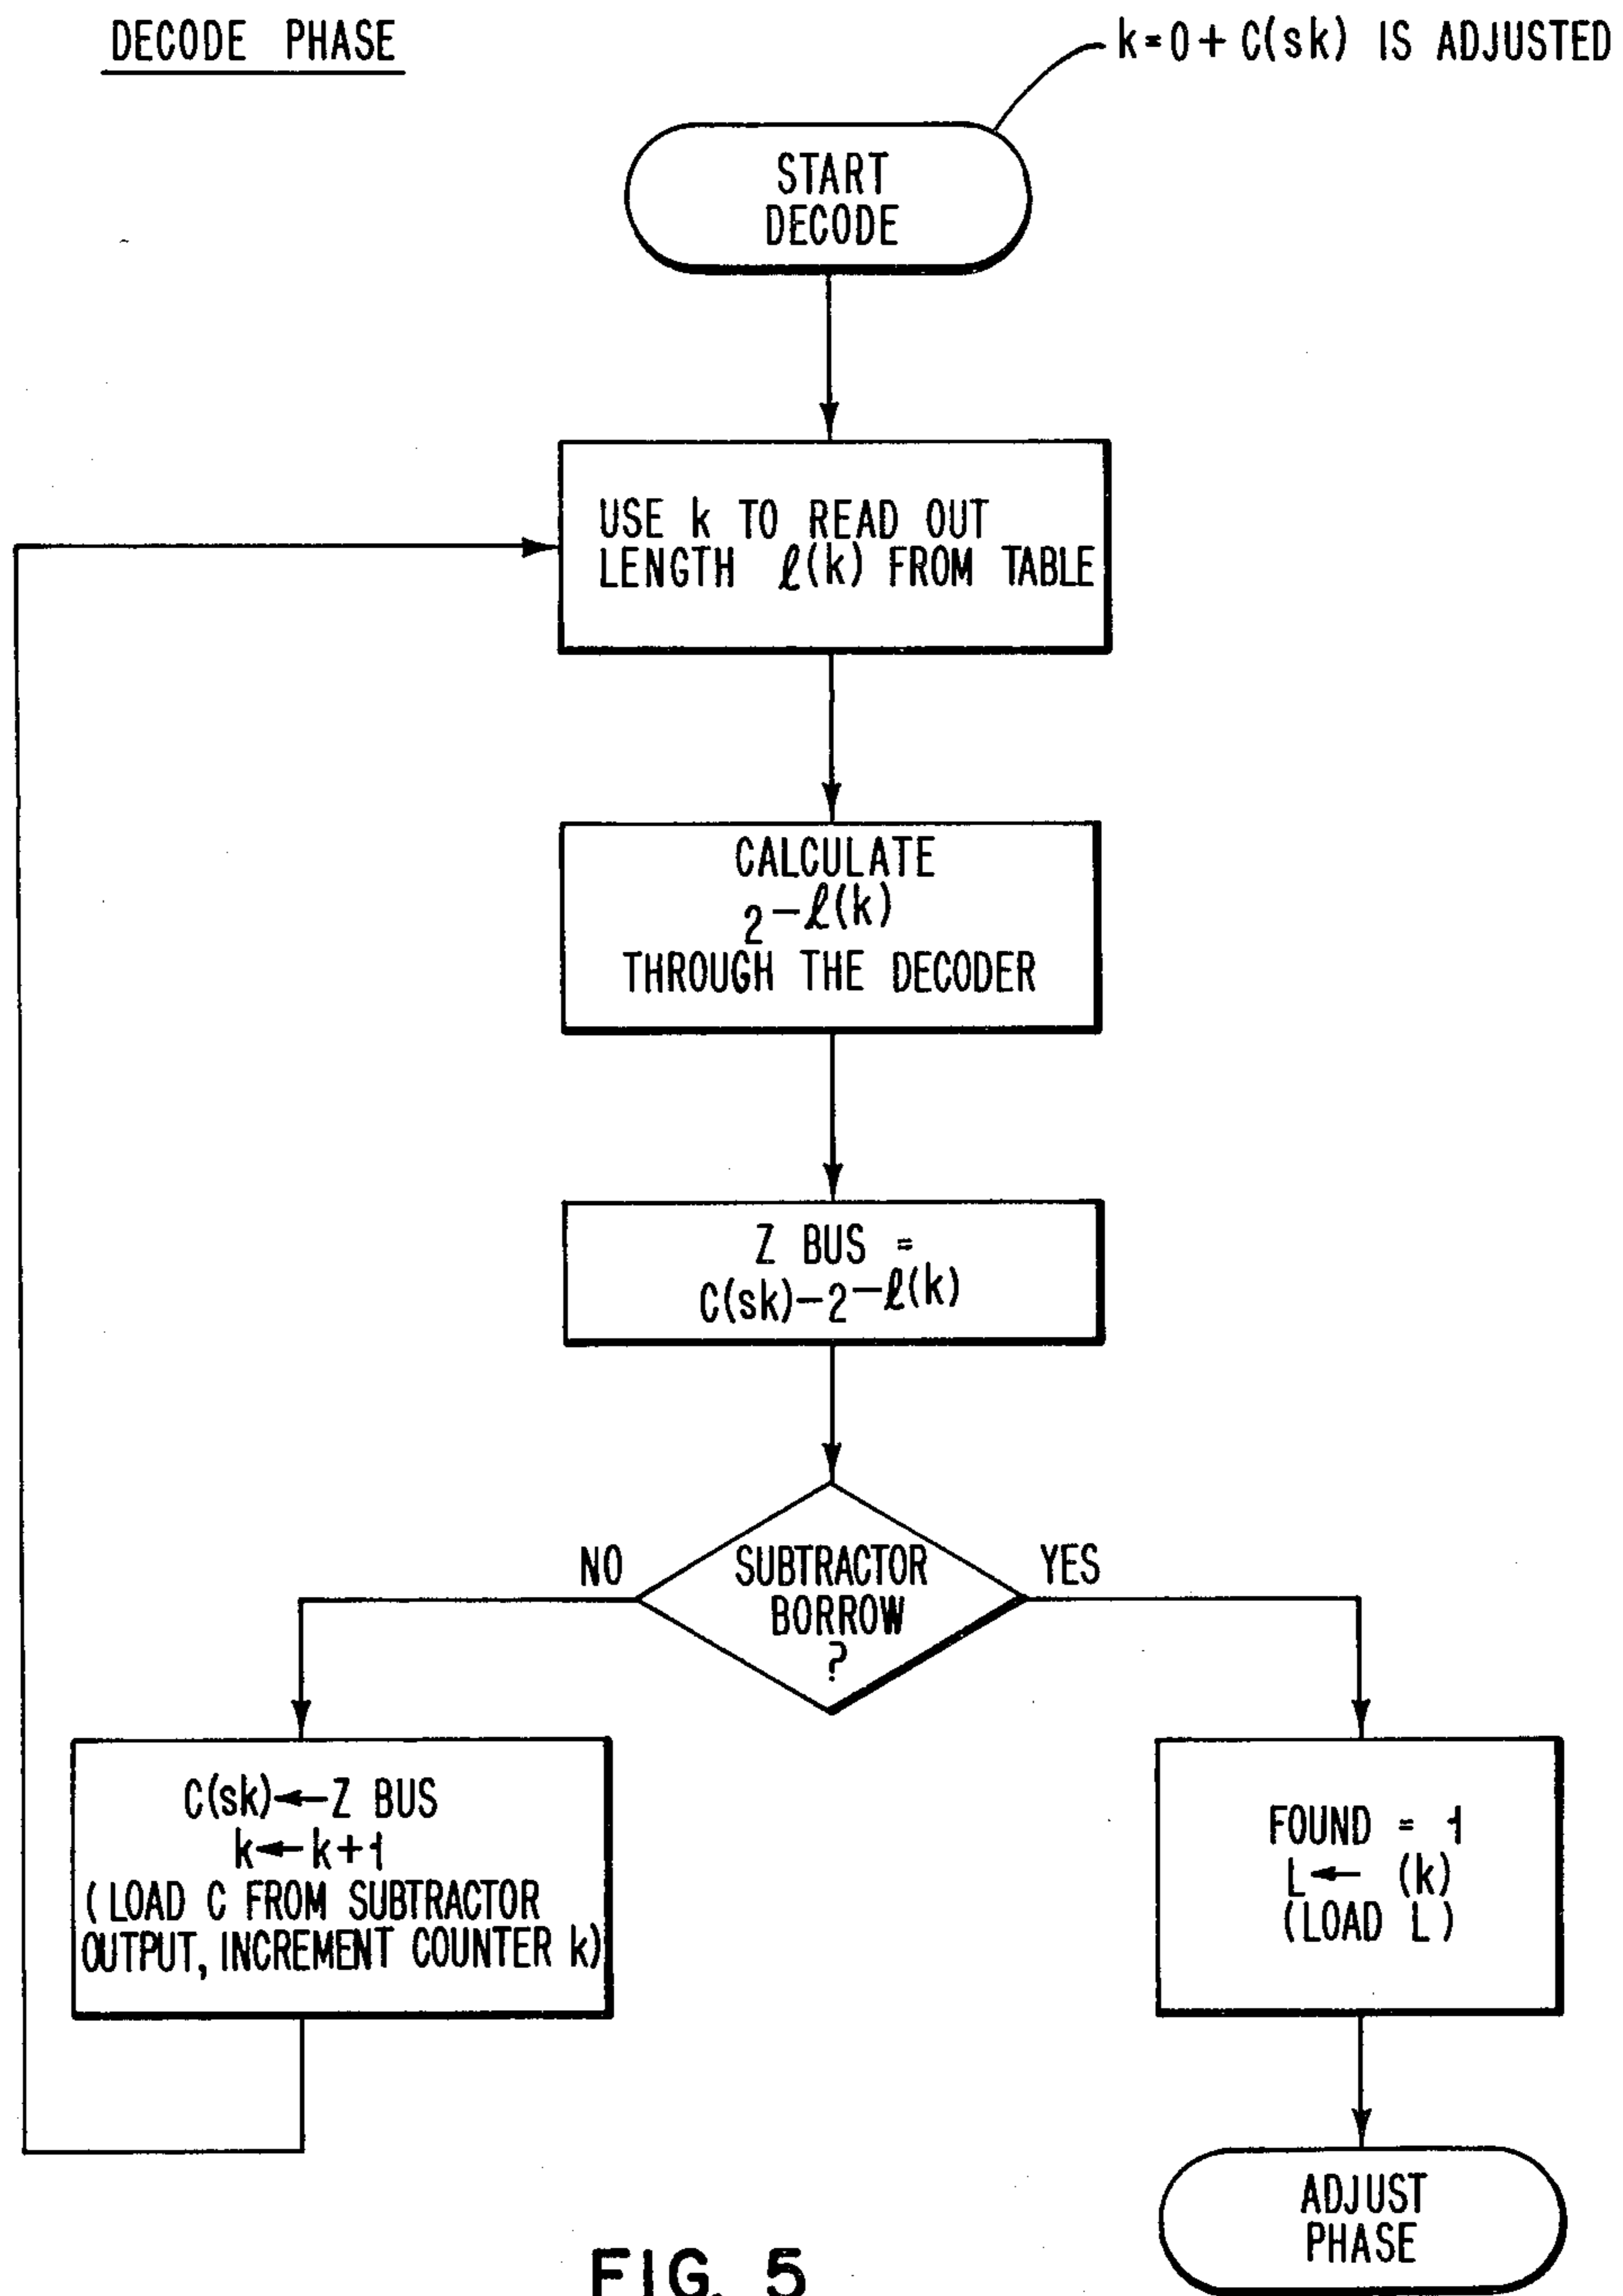 DECODE PHASE
k=0 + C(sk) IS ADJUSTED
START
DECODE
USE k TO READ OUT
LENGTH ℓ(k) FROM TABLE
CALCULATE
2−ℓ(k)
THROUGH THE DECODER
Z BUS =
C(sk)−2−ℓ(k)
NO
SUBTRACTOR
BORROW
?
YES
C(sk)←Z BUS
k←k+1
(LOAD C FROM SUBTRACTOR
OUTPUT, INCREMENT COUNTER k)
FOUND = 1
L← (k)
(LOAD L)
ADJUST
PHASE
FIG. 5